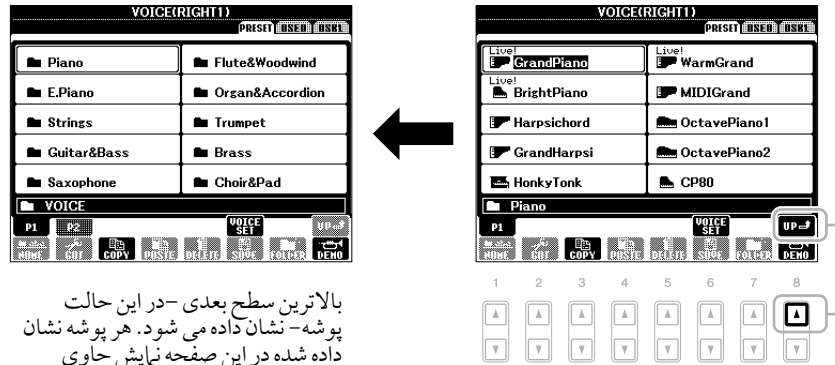 VOICE(RIGHT1)
PRESET USER USB1
Piano
Flute&Woodwind
E.Piano
Organ&Accordion
Strings
Trumpet
Guitar&Bass
Brass
Saxophone
Choir&Pad
VOICE
P1 P2 VOICE SET UP
NAME CUT COPY PASTE DELETE SAVE FOLDER DEMO
VOICE(RIGHT1)
PRESET USER USB1
Live! GrandPiano
Live! WarmGrand
Live! BrightPiano
MIDIGrand
Harpsichord
OctavePiano1
GrandHarpsi
OctavePiano2
HonkyTonk
CP80
Piano
P1 VOICE SET UP
NAME CUT COPY PASTE DELETE SAVE FOLDER DEMO
1 2 3 4 5 6 7 8
بالاترین سطح بعدی –در این حالت
پوشه– نشان داده می شود. هر پوشه نشان
داده شده در این صفحه نمایش حاوی